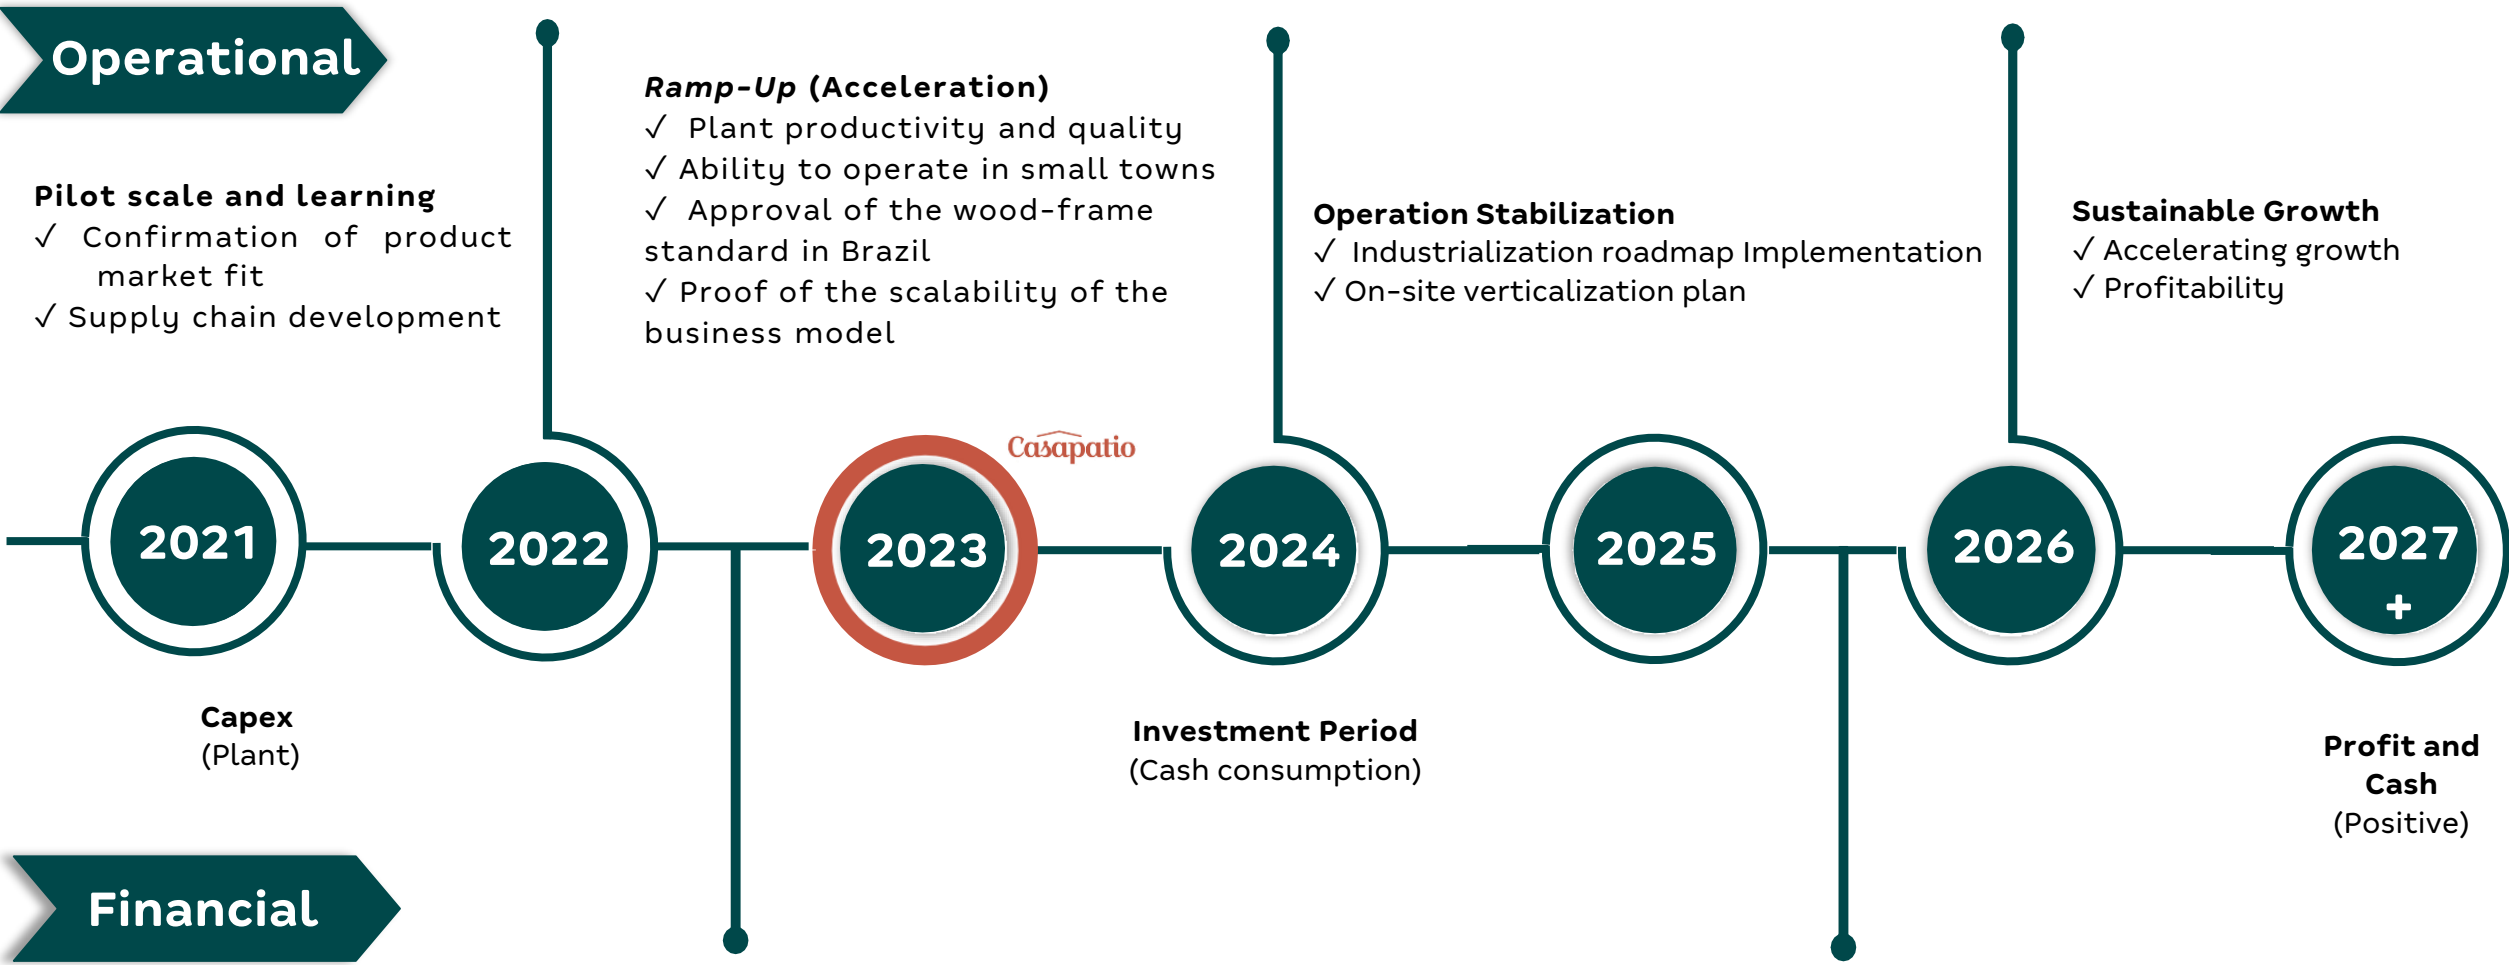 Operational
Pilot scale and learning
✓ Confirmation of product
market fit
✓ Supply chain development
Ramp-Up (Acceleration)
✓ Plant productivity and quality
✓ Ability to operate in small towns
✓ Approval of the wood-frame
standard in Brazil
✓ Proof of the scalability of the
business model
Operation Stabilization
✓ Industrialization roadmap Implementation
✓ On-site verticalization plan
Sustainable Growth
✓ Accelerating growth
✓ Profitability
Casapatio
2021
2022
2023
2024
2025
2026
2027
+
Capex
(Plant)
Investment Period
(Cash consumption)
Profit and
Cash
(Positive)
Financial